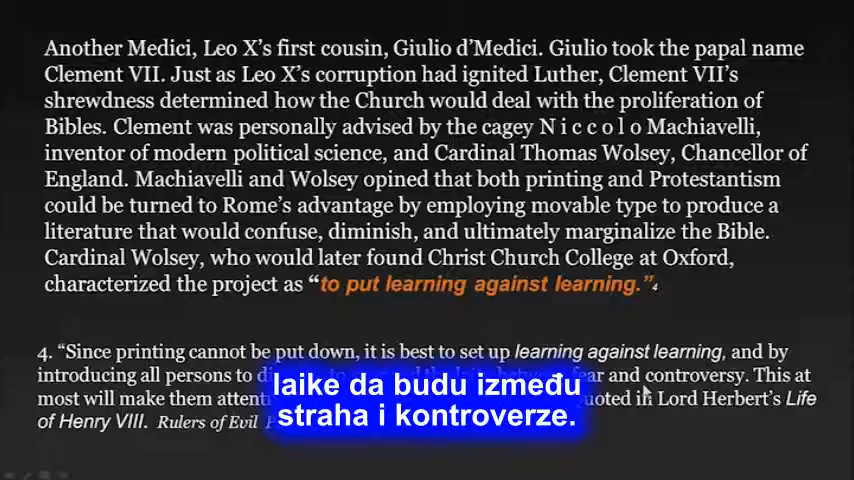 Another Medici, Leo X's first cousin, Giulio d'Medici. Giulio took the papal name
Clement VII. Just as Leo X's corruption had ignited Luther, Clement VII's
shrewdness determined how the Church would deal with the proliferation of
Bibles. Clement was personally advised by the cagey N i c c o l o Machiavelli,
inventor of modern political science, and Cardinal Thomas Wolsey, Chancellor of
England. Machiavelli and Wolsey opined that both printing and Protestantism
could be turned to Rome's advantage by employing movable type to produce a
literature that would confuse, diminish, and ultimately marginalize the Bible.
Cardinal Wolsey, who would later found Christ Church College at Oxford,
characterized the project as “to put learning against learning.”4
4. “Since printing cannot be put down, it is best to set up learning against learning, and by
introducing all persons to fear and controversy. This at
most will make them in Lord Herbert's Life
of Henry VIII. Rulers of Evil
laike da budu između
straha i kontroverze.